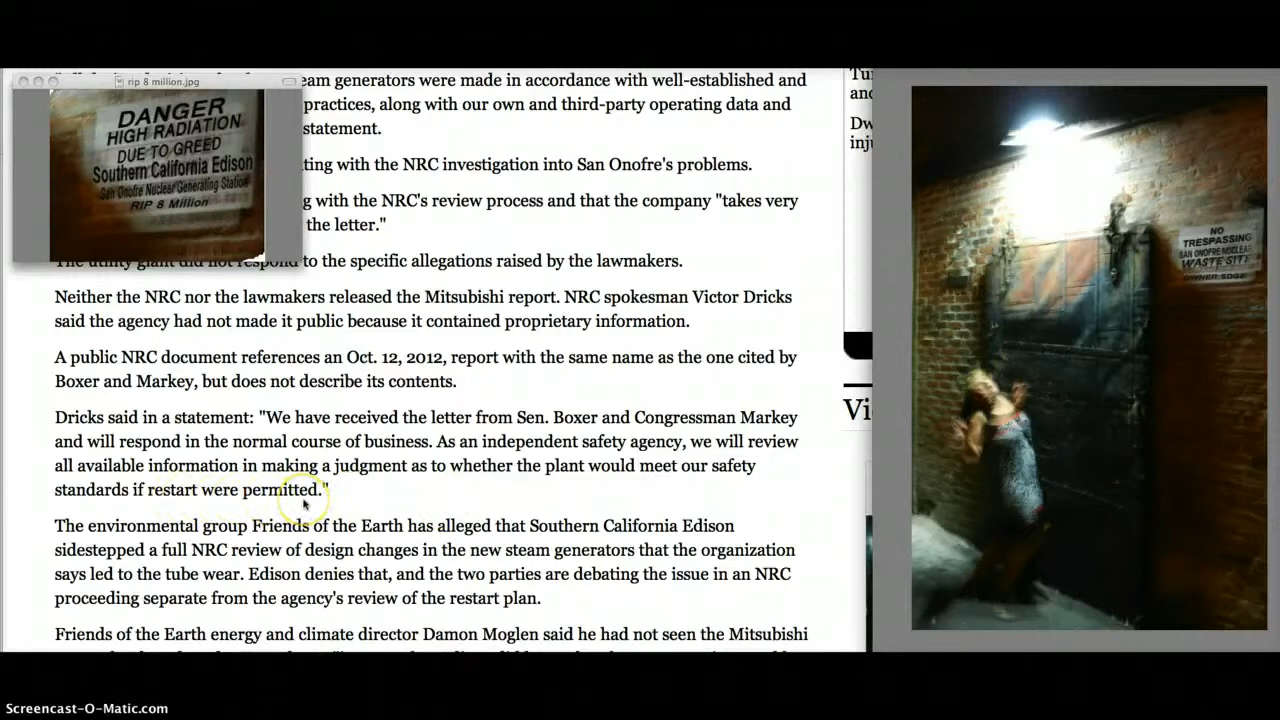 rip 8 million.jpg
DANGER
HIGH RADIATION
DUE TO GREED
Southern California Edison
San Onofre Nuclear Generating Station
RIP 8 Million
eam generators were made in accordance with well-established and
practices, along with our own and third-party operating data and
statement.
ting with the NRC investigation into San Onofre's problems.
g with the NRC's review process and that the company "takes very
the letter."
The utility giant did not respond to the specific allegations raised by the lawmakers.
Neither the NRC nor the lawmakers released the Mitsubishi report. NRC spokesman Victor Dricks
said the agency had not made it public because it contained proprietary information.
A public NRC document references an Oct. 12, 2012, report with the same name as the one cited by
Boxer and Markey, but does not describe its contents.
Dricks said in a statement: "We have received the letter from Sen. Boxer and Congressman Markey
and will respond in the normal course of business. As an independent safety agency, we will review
all available information in making a judgment as to whether the plant would meet our safety
standards if restart were permitted."
The environmental group Friends of the Earth has alleged that Southern California Edison
sidestepped a full NRC review of design changes in the new steam generators that the organization
says led to the tube wear. Edison denies that, and the two parties are debating the issue in an NRC
proceeding separate from the agency's review of the restart plan.
Friends of the Earth energy and climate director Damon Moglen said he had not seen the Mitsubishi
Tu
and
Dw
inj
Vi
NO
TRESPASSING
SAN ONOFRE NUCLEAR
WASTE SITE
OWNER SDGE
Screencast-O-Matic.com